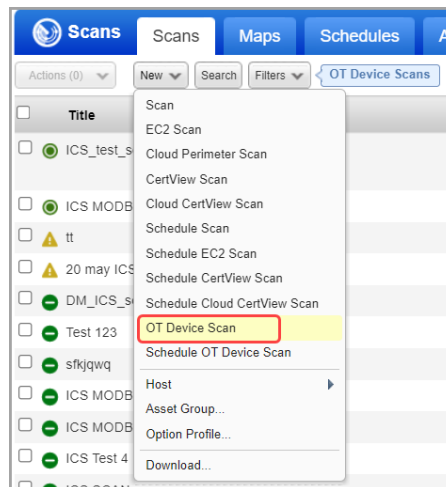 Scans Scans Maps Schedules A
Actions (0) New Search Filters OT Device Scans
Title
Scan
EC2 Scan
ICS_test_s
Cloud Perimeter Scan
CertView Scan
Cloud CertView Scan
ICS MODB
Schedule Scan
tt
Schedule EC2 Scan
20 may ICS
Schedule CertView Scan
DM_ICS_s
Schedule Cloud CertView Scan
Test 123
OT Device Scan
Schedule OT Device Scan
sfkjqwq
Host
ICS MODB
Asset Group...
ICS MODB
Option Profile...
ICS Test 4
Download...